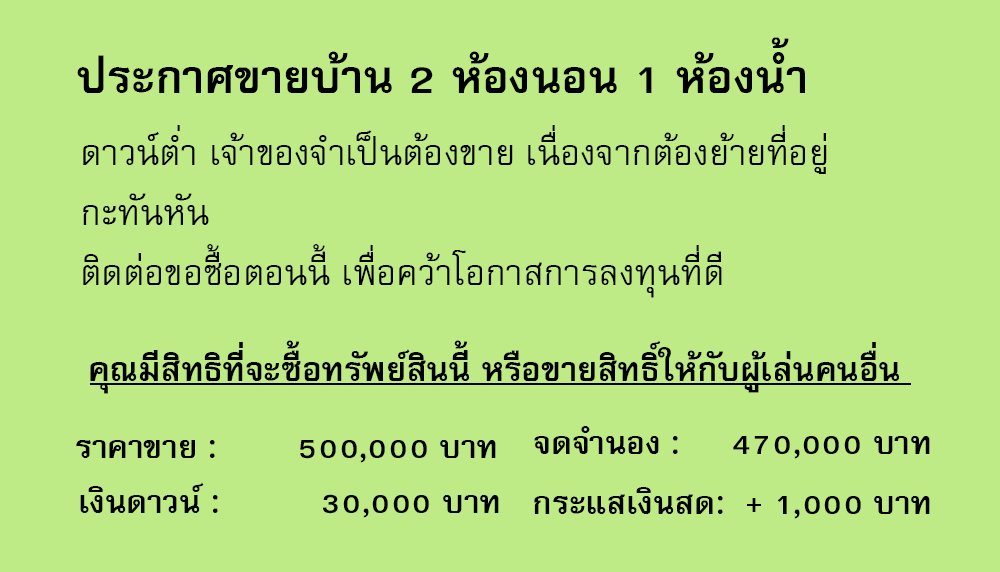 ประกาศขายบ้าน 2 ห้องนอน 1 ห้องน้ำ
ดาวน์ต่ำ เจ้าของจำเป็นต้องขาย เนื่องจากต้องย้ายที่อยู่
กะทันหัน
ติดต่อขอซื้อตอนนี้ เพื่อคว้าโอกาสการลงทุนที่ดี
คุณมีสิทธิที่จะซื้อทรัพย์สินนี้ หรือขายสิทธิ์ให้กับผู้เล่นคนอื่น
ราคาขาย : 500,000 บาท จดจำนอง : 470,000 บาท
เงินดาวน์ : 30,000 บาท กระแสเงินสด: + 1,000 บาท